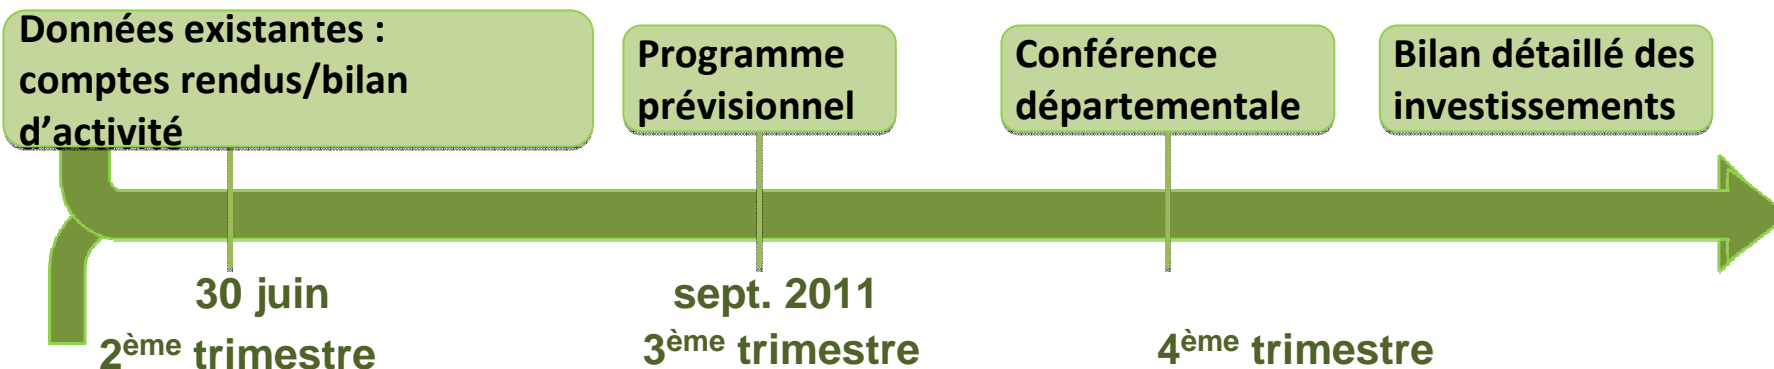 Données existantes :
comptes rendus/bilan
d’activité
Programme
prévisionnel
Conférence
départementale
Bilan détaillé des
investissements
30 juin
2ème trimestre
sept. 2011
3ème trimestre
4ème trimestre